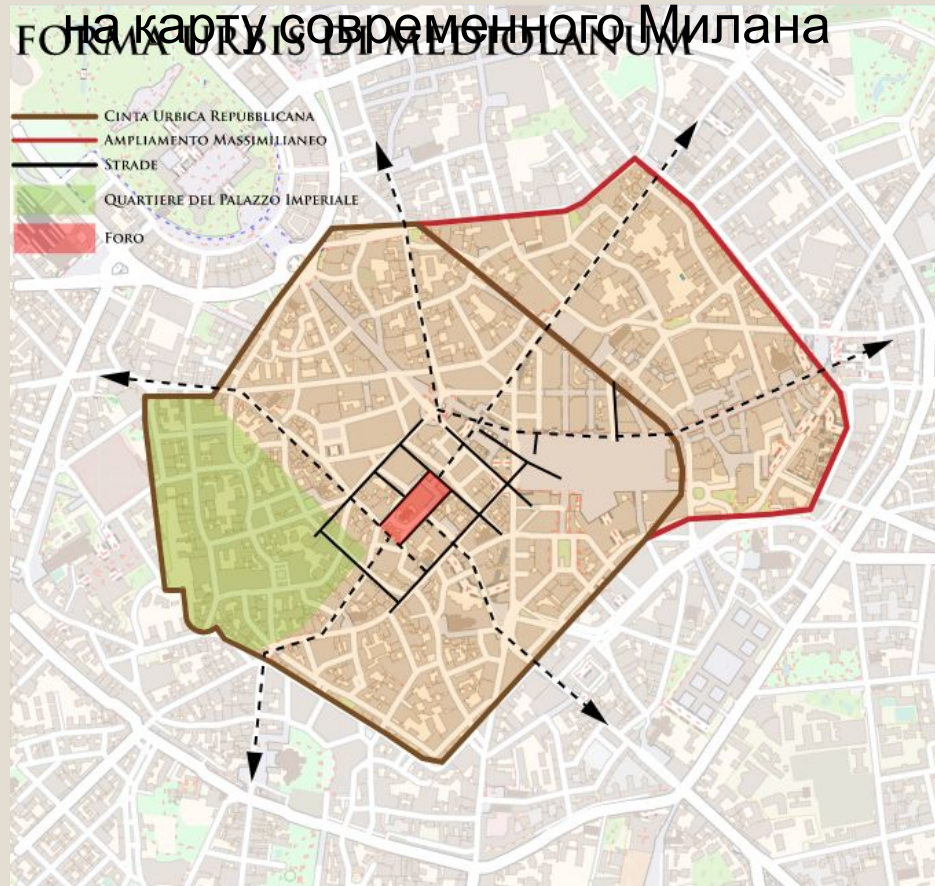 на карту современного Милана
FORMA URBIS DI MEDIOLANUM
CINTA URBICA REPUBBLICANA
AMPLIAMENTO MASSIMILIANEO
STRADE
QUARTIERE DEL PALAZZO IMPERIALE
FORO